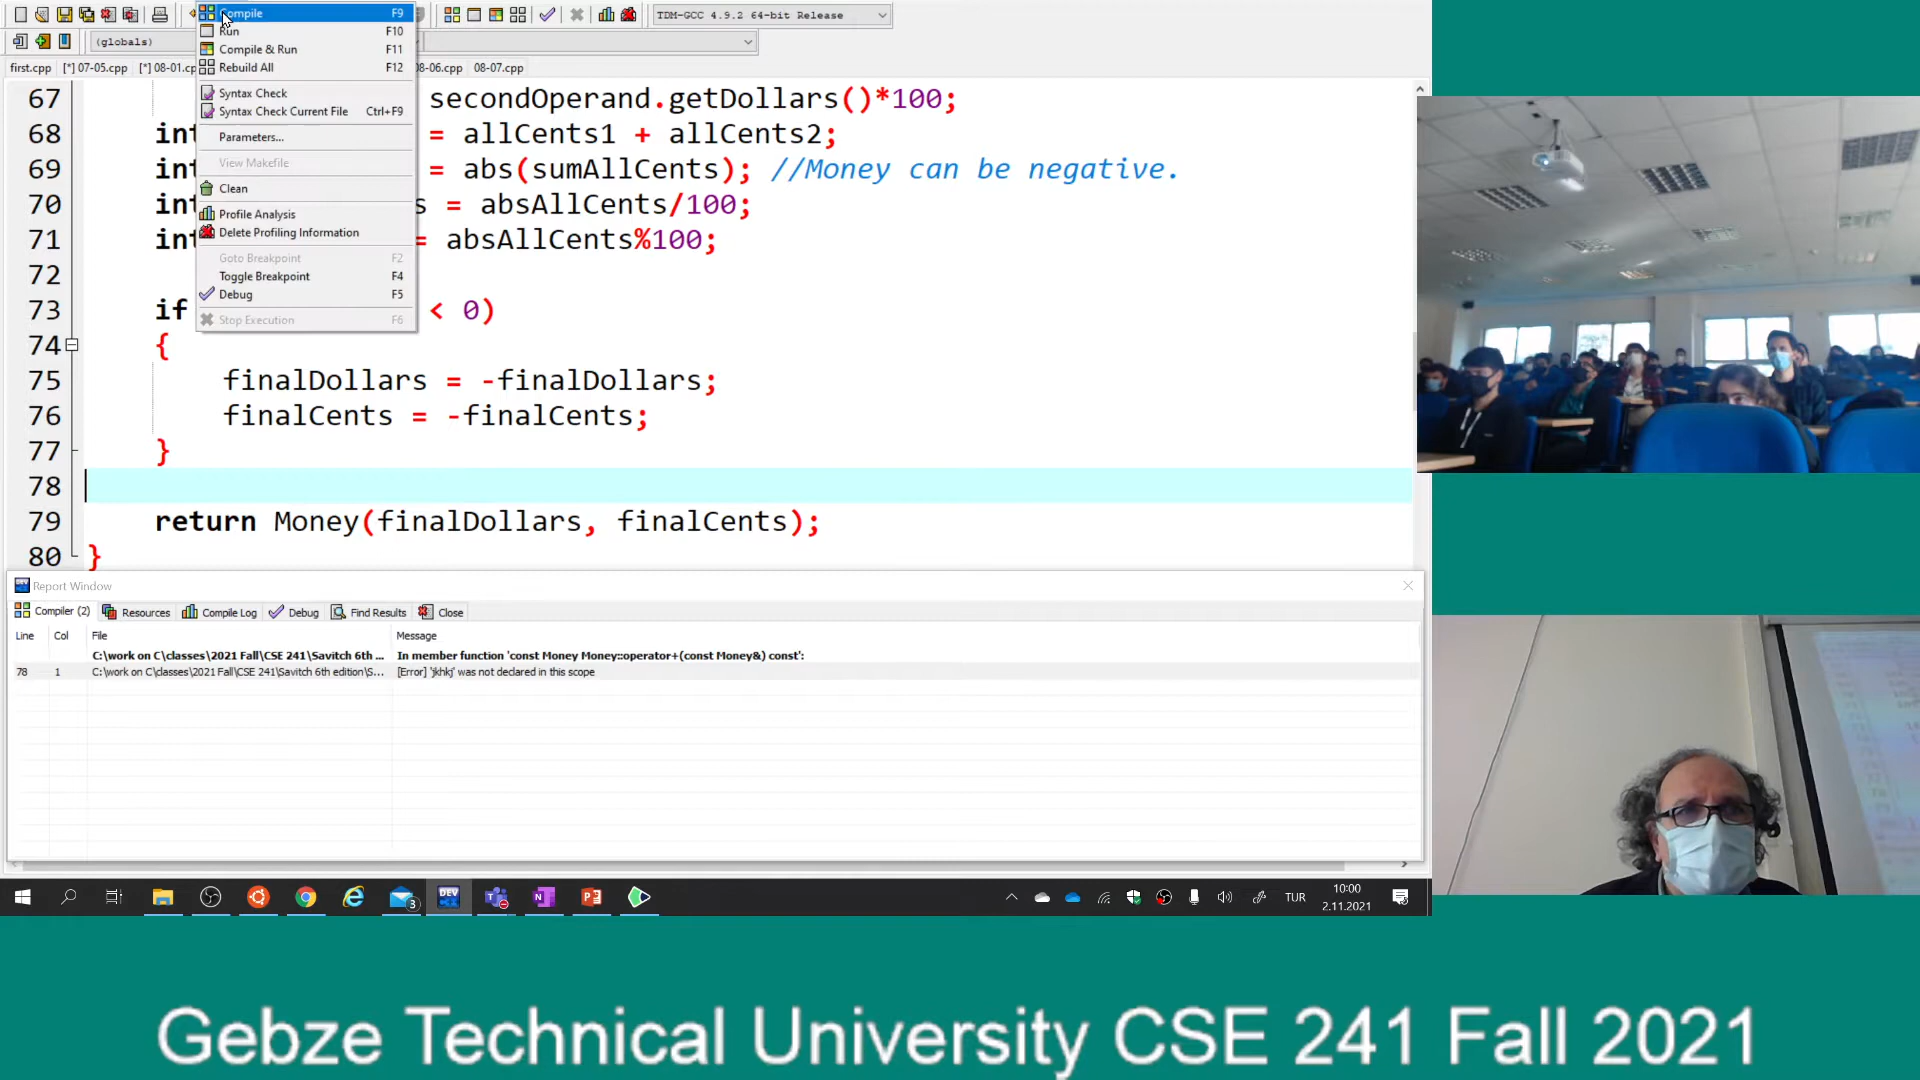 Compile F9
TDM-GCC 4.9.2 64-bit Release
(globals)
Run F10
Compile & Run F11
first.cpp [*] 07-05.cpp [*] 08-01.c 08-06.cpp 08-07.cpp
Rebuild All F12
Syntax Check
Syntax Check Current File Ctrl+F9
Parameters...
View Makefile
Clean
Profile Analysis
Delete Profiling Information
Goto Breakpoint F2
Toggle Breakpoint F4
Debug F5
Stop Execution F6
67 secondOperand.getDollars()*100;
68 int = allCents1 + allCents2;
69 int = abs(sumAllCents); //Money can be negative.
70 int s = absAllCents/100;
71 int = absAllCents%100;
72
73 if < 0)
74 {
75 finalDollars = -finalDollars;
76 finalCents = -finalCents;
77 }
78
79 return Money(finalDollars, finalCents);
80 }
Report Window
Compiler (2) Resources Compile Log Debug Find Results Close
Line Col File Message
C:\work on C\classes\2021 Fall\CSE 241\Savitch 6th ... In member function 'const Money Money::operator+(const Money&) const':
78 1 C:\work on C\classes\2021 Fall\CSE 241\Savitch 6th edition\S... [Error] 'jkhkj' was not declared in this scope
DEV
3
TUR
10:00
2.11.2021
Gebze Technical University CSE 241 Fall 2021